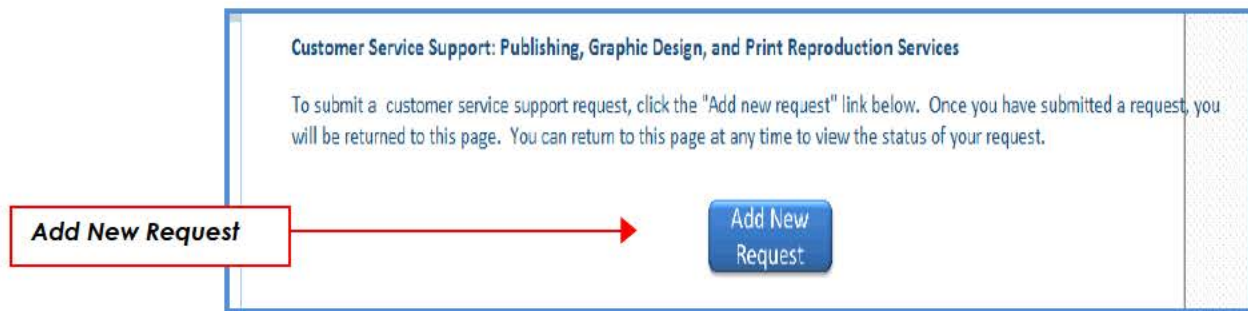 Customer Service Support: Publishing, Graphic Design, and Print Reproduction Services
To submit a customer service support request, click the "Add new request" link below. Once you have submitted a request, you
will be returned to this page. You can return to this page at any time to view the status of your request.
Add New Request
Add New
Request